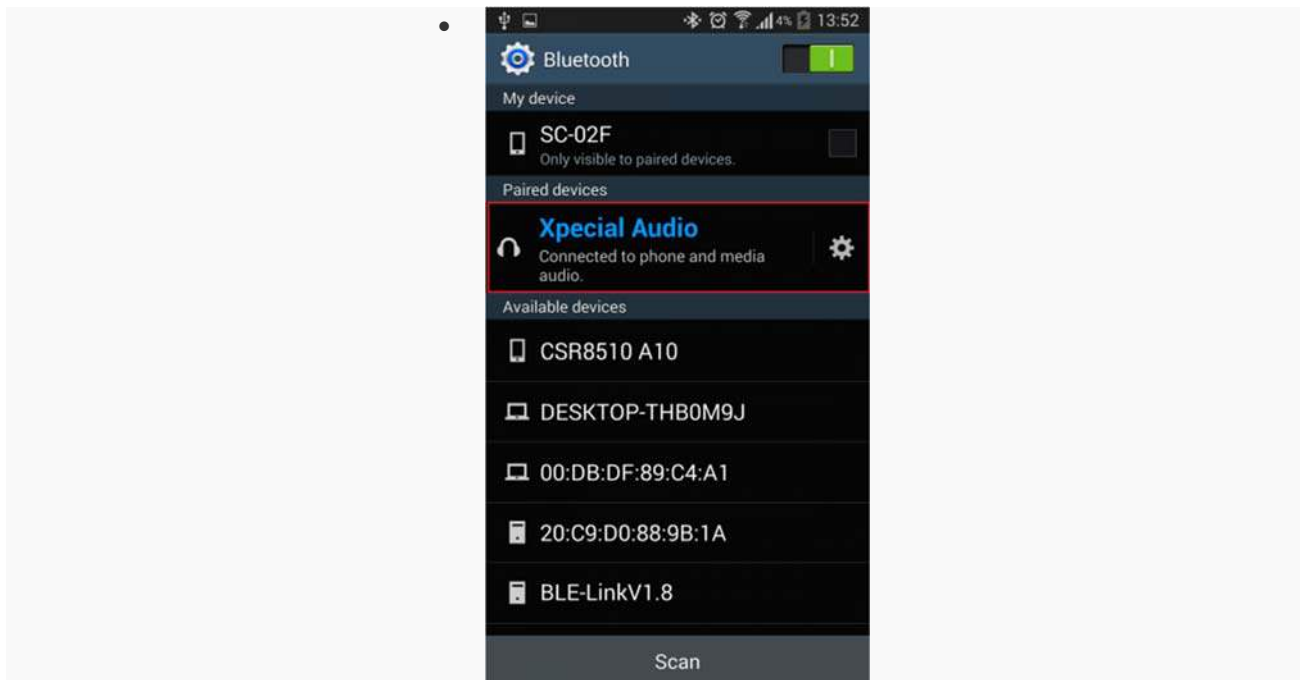 4% 13:52
Bluetooth
My device
SC-02F
Only visible to paired devices.
Paired devices
Xpecial Audio
Connected to phone and media
audio.
Available devices
CSR8510 A10
DESKTOP-THB0M9J
00:DB:DF:89:C4:A1
20:C9:D0:88:9B:1A
BLE-LinkV1.8
Scan